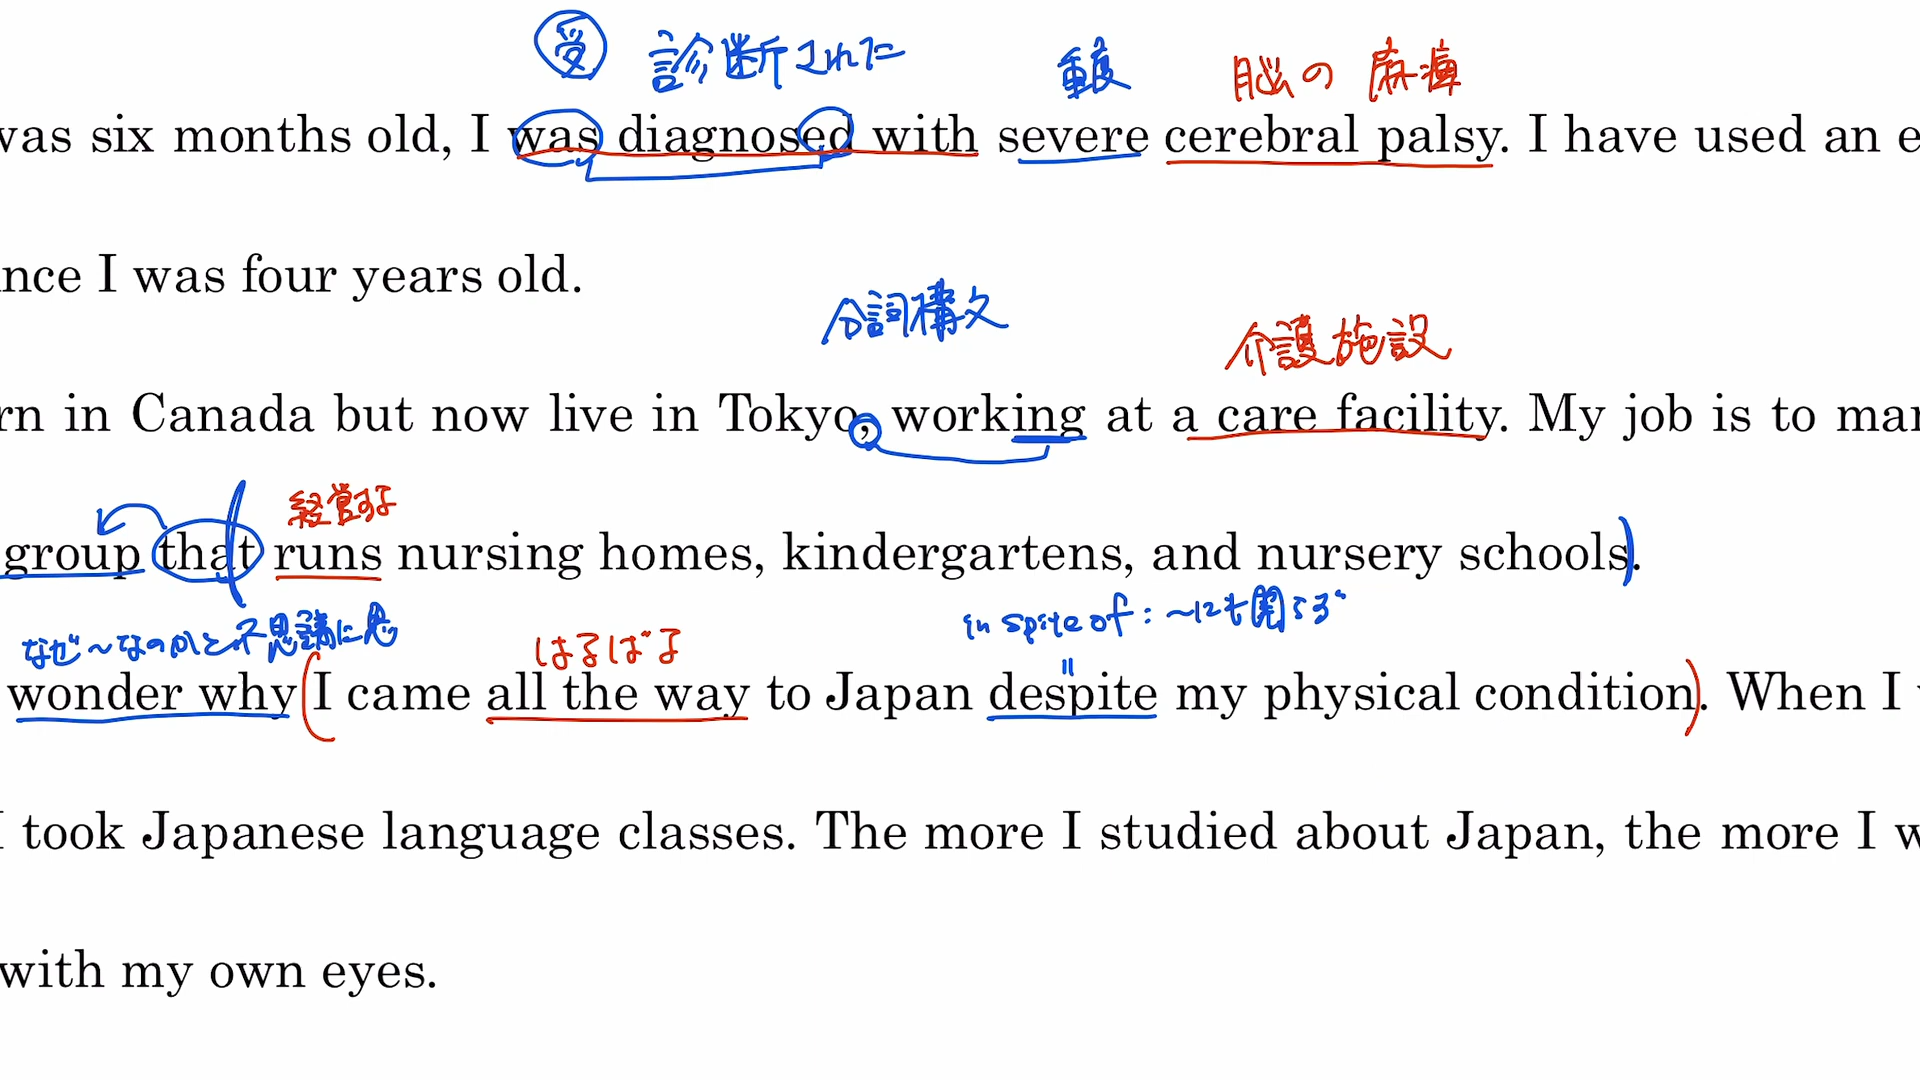 受 診断された 重度 脳の 麻痺
was six months old, I was diagnosed with severe cerebral palsy. I have used an e
nce I was four years old.
分詞構文 介護施設
rn in Canada but now live in Tokyo, working at a care facility. My job is to mar
経営する
group that runs nursing homes, kindergartens, and nursery schools.
なぜ～なのかと不思議に思 はるばる in spite of : ～にも関らず
wonder why I came all the way to Japan despite my physical condition. When I
I took Japanese language classes. The more I studied about Japan, the more I w
with my own eyes.